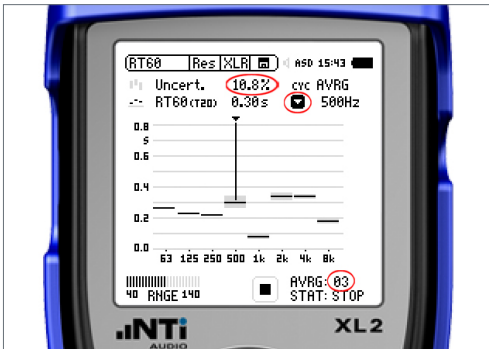 RT60 Res XLR ASD 15:43
Uncert. 10.8% cyc AVRG
RT60(T20) 0.30s 500Hz
0.8
s
0.6
0.4
0.2
0.0
63 125 250 500 1k 2k 4k 8k
AVRG: 03
40 RNGE 140 STAT: STOP
NTi XL2
AUDIO